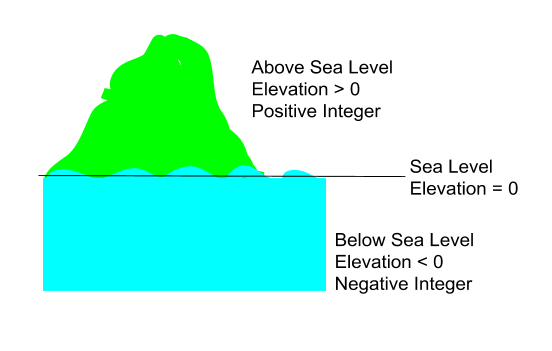 Above Sea Level
Elevation > 0
Positive Integer
Sea Level
Elevation = 0
Below Sea Level
Elevation < 0
Negative Integer